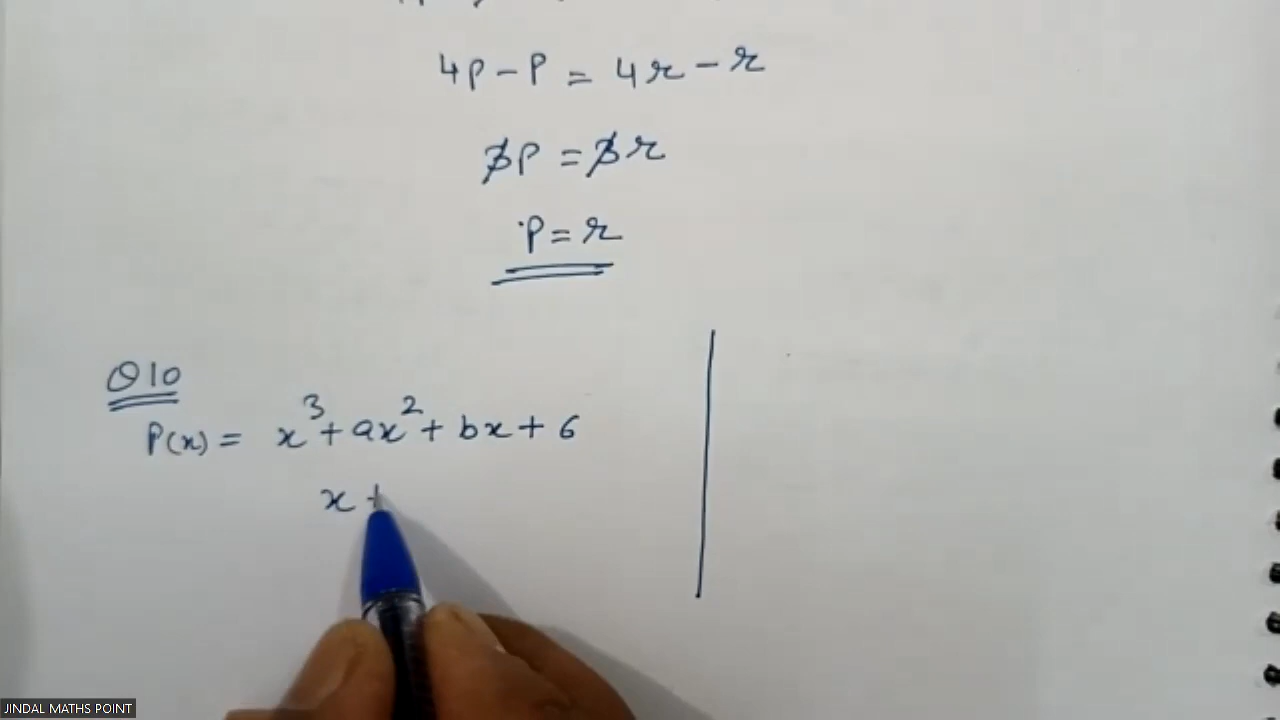 4p - p = 4r - r
3p = 3r
p = r
Q10
P(x) = x³ + ax² + bx + 6
x +
JINDAL MATHS POINT